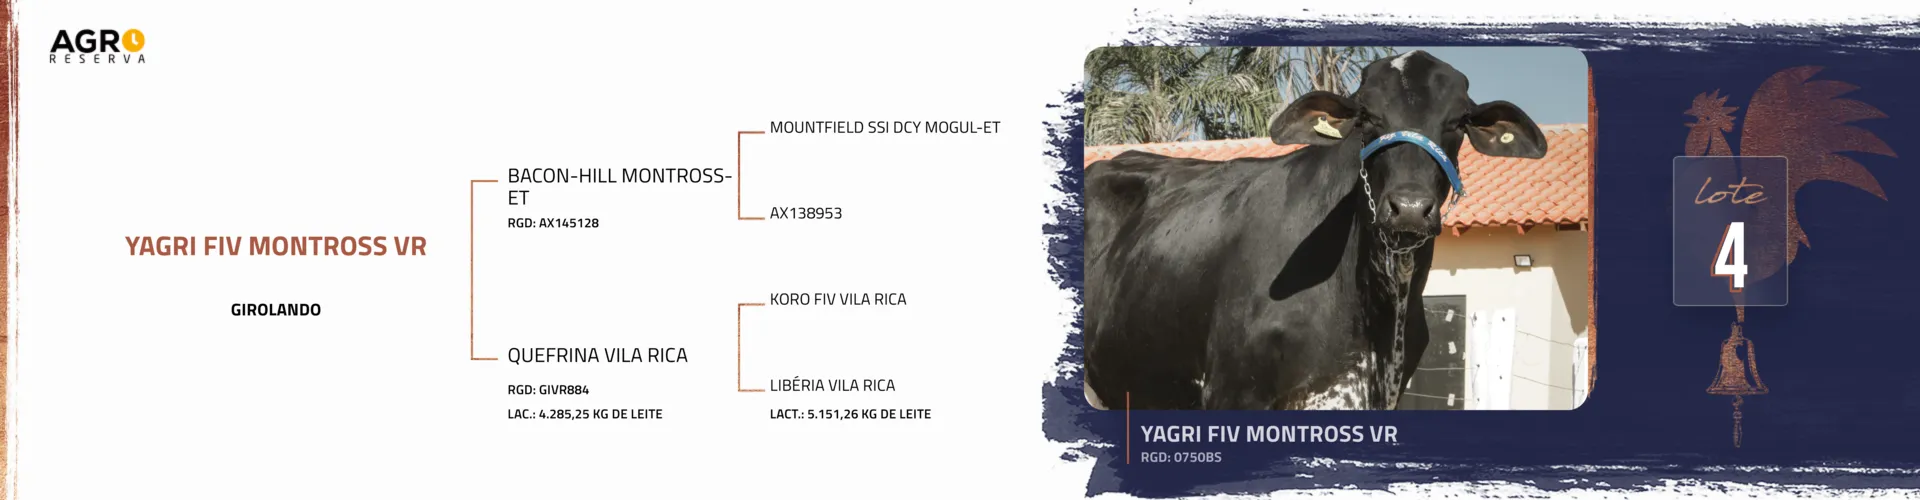 AGRO
RESERVA
YAGRI FIV MONTROSS VR
GIROLANDO
BACON-HILL MONTROSS-
ET
RGD: AX145128
QUEFRINA VILA RICA
RGD: GIVR884
LAC.: 4.285,25 KG DE LEITE
MOUNTFIELD SSI DCY MOGUL-ET
AX138953
KORO FIV VILA RICA
LIBÉRIA VILA RICA
LACT.: 5.151,26 KG DE LEITE
lote
4
YAGRI FIV MONTROSS VR
RGD: 0750BS